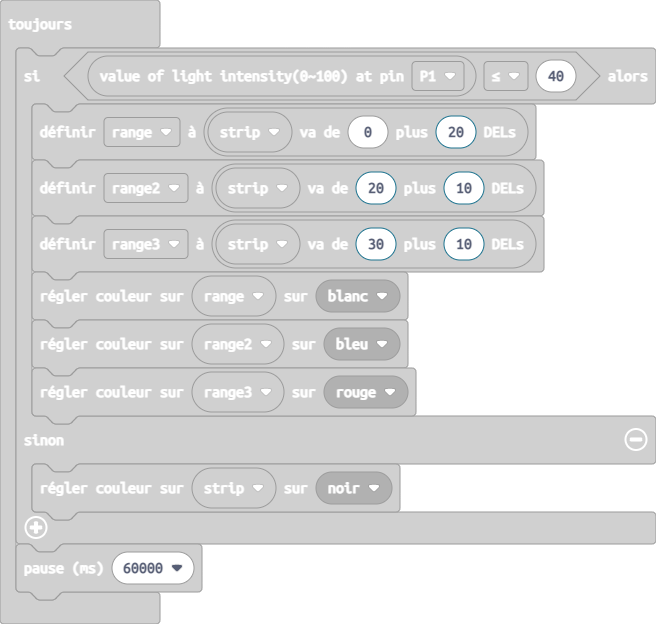 toujours
si value of light intensity(0~100) at pin P1 ≤ 40 alors
définir range à strip va de 0 plus 20 DELs
définir range2 à strip va de 20 plus 10 DELs
définir range3 à strip va de 30 plus 10 DELs
régler couleur sur range sur blanc
régler couleur sur range2 sur bleu
régler couleur sur range3 sur rouge
sinon
régler couleur sur strip sur noir
pause (ms) 60000